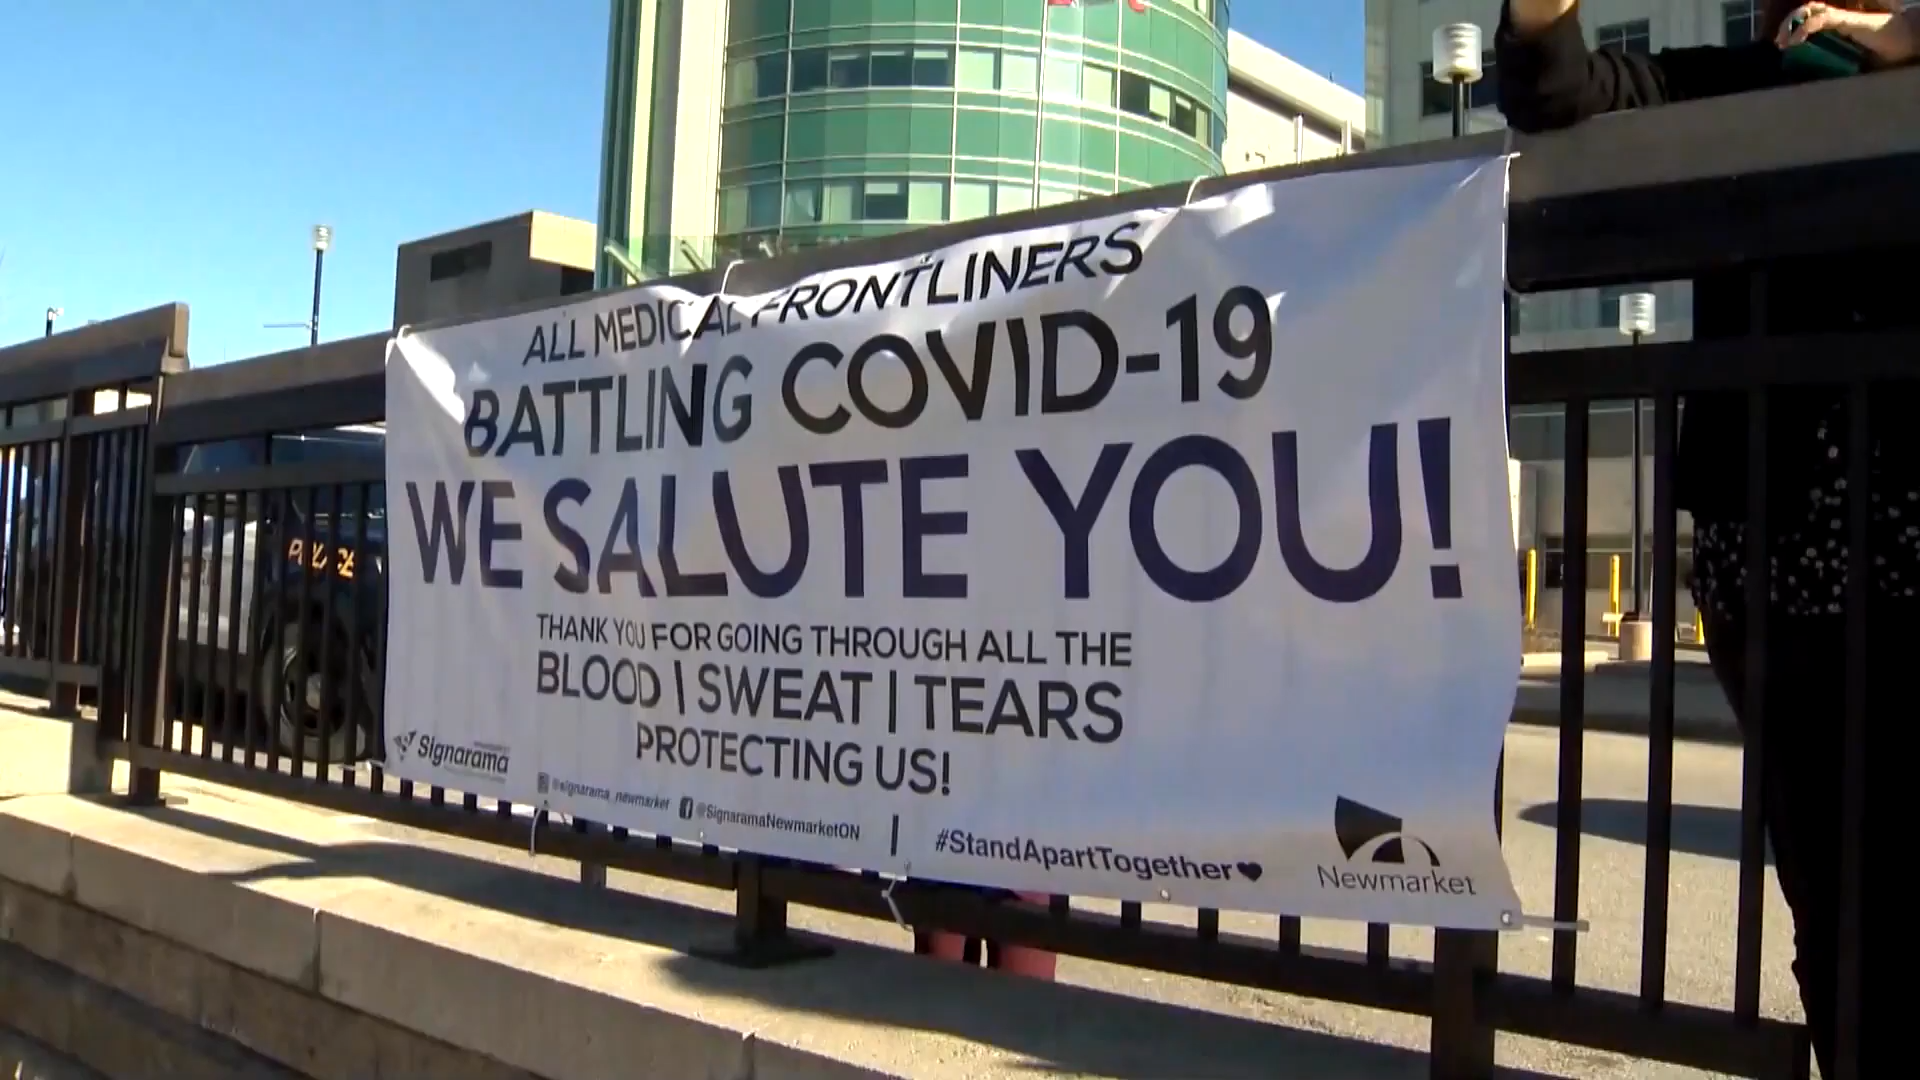 ALL MEDICAL FRONTLINERS
BATTLING COVID-19
WE SALUTE YOU!
THANK YOU FOR GOING THROUGH ALL THE
BLOOD | SWEAT | TEARS
PROTECTING US!
Signarama
@signarama_newmarket @SignaramaNewmarketON | #StandApartTogether
Newmarket
POLICE